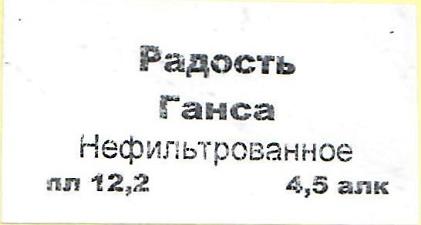 Радость
Ганса
Нефильтрованное
пл 12,2 4,5 алк